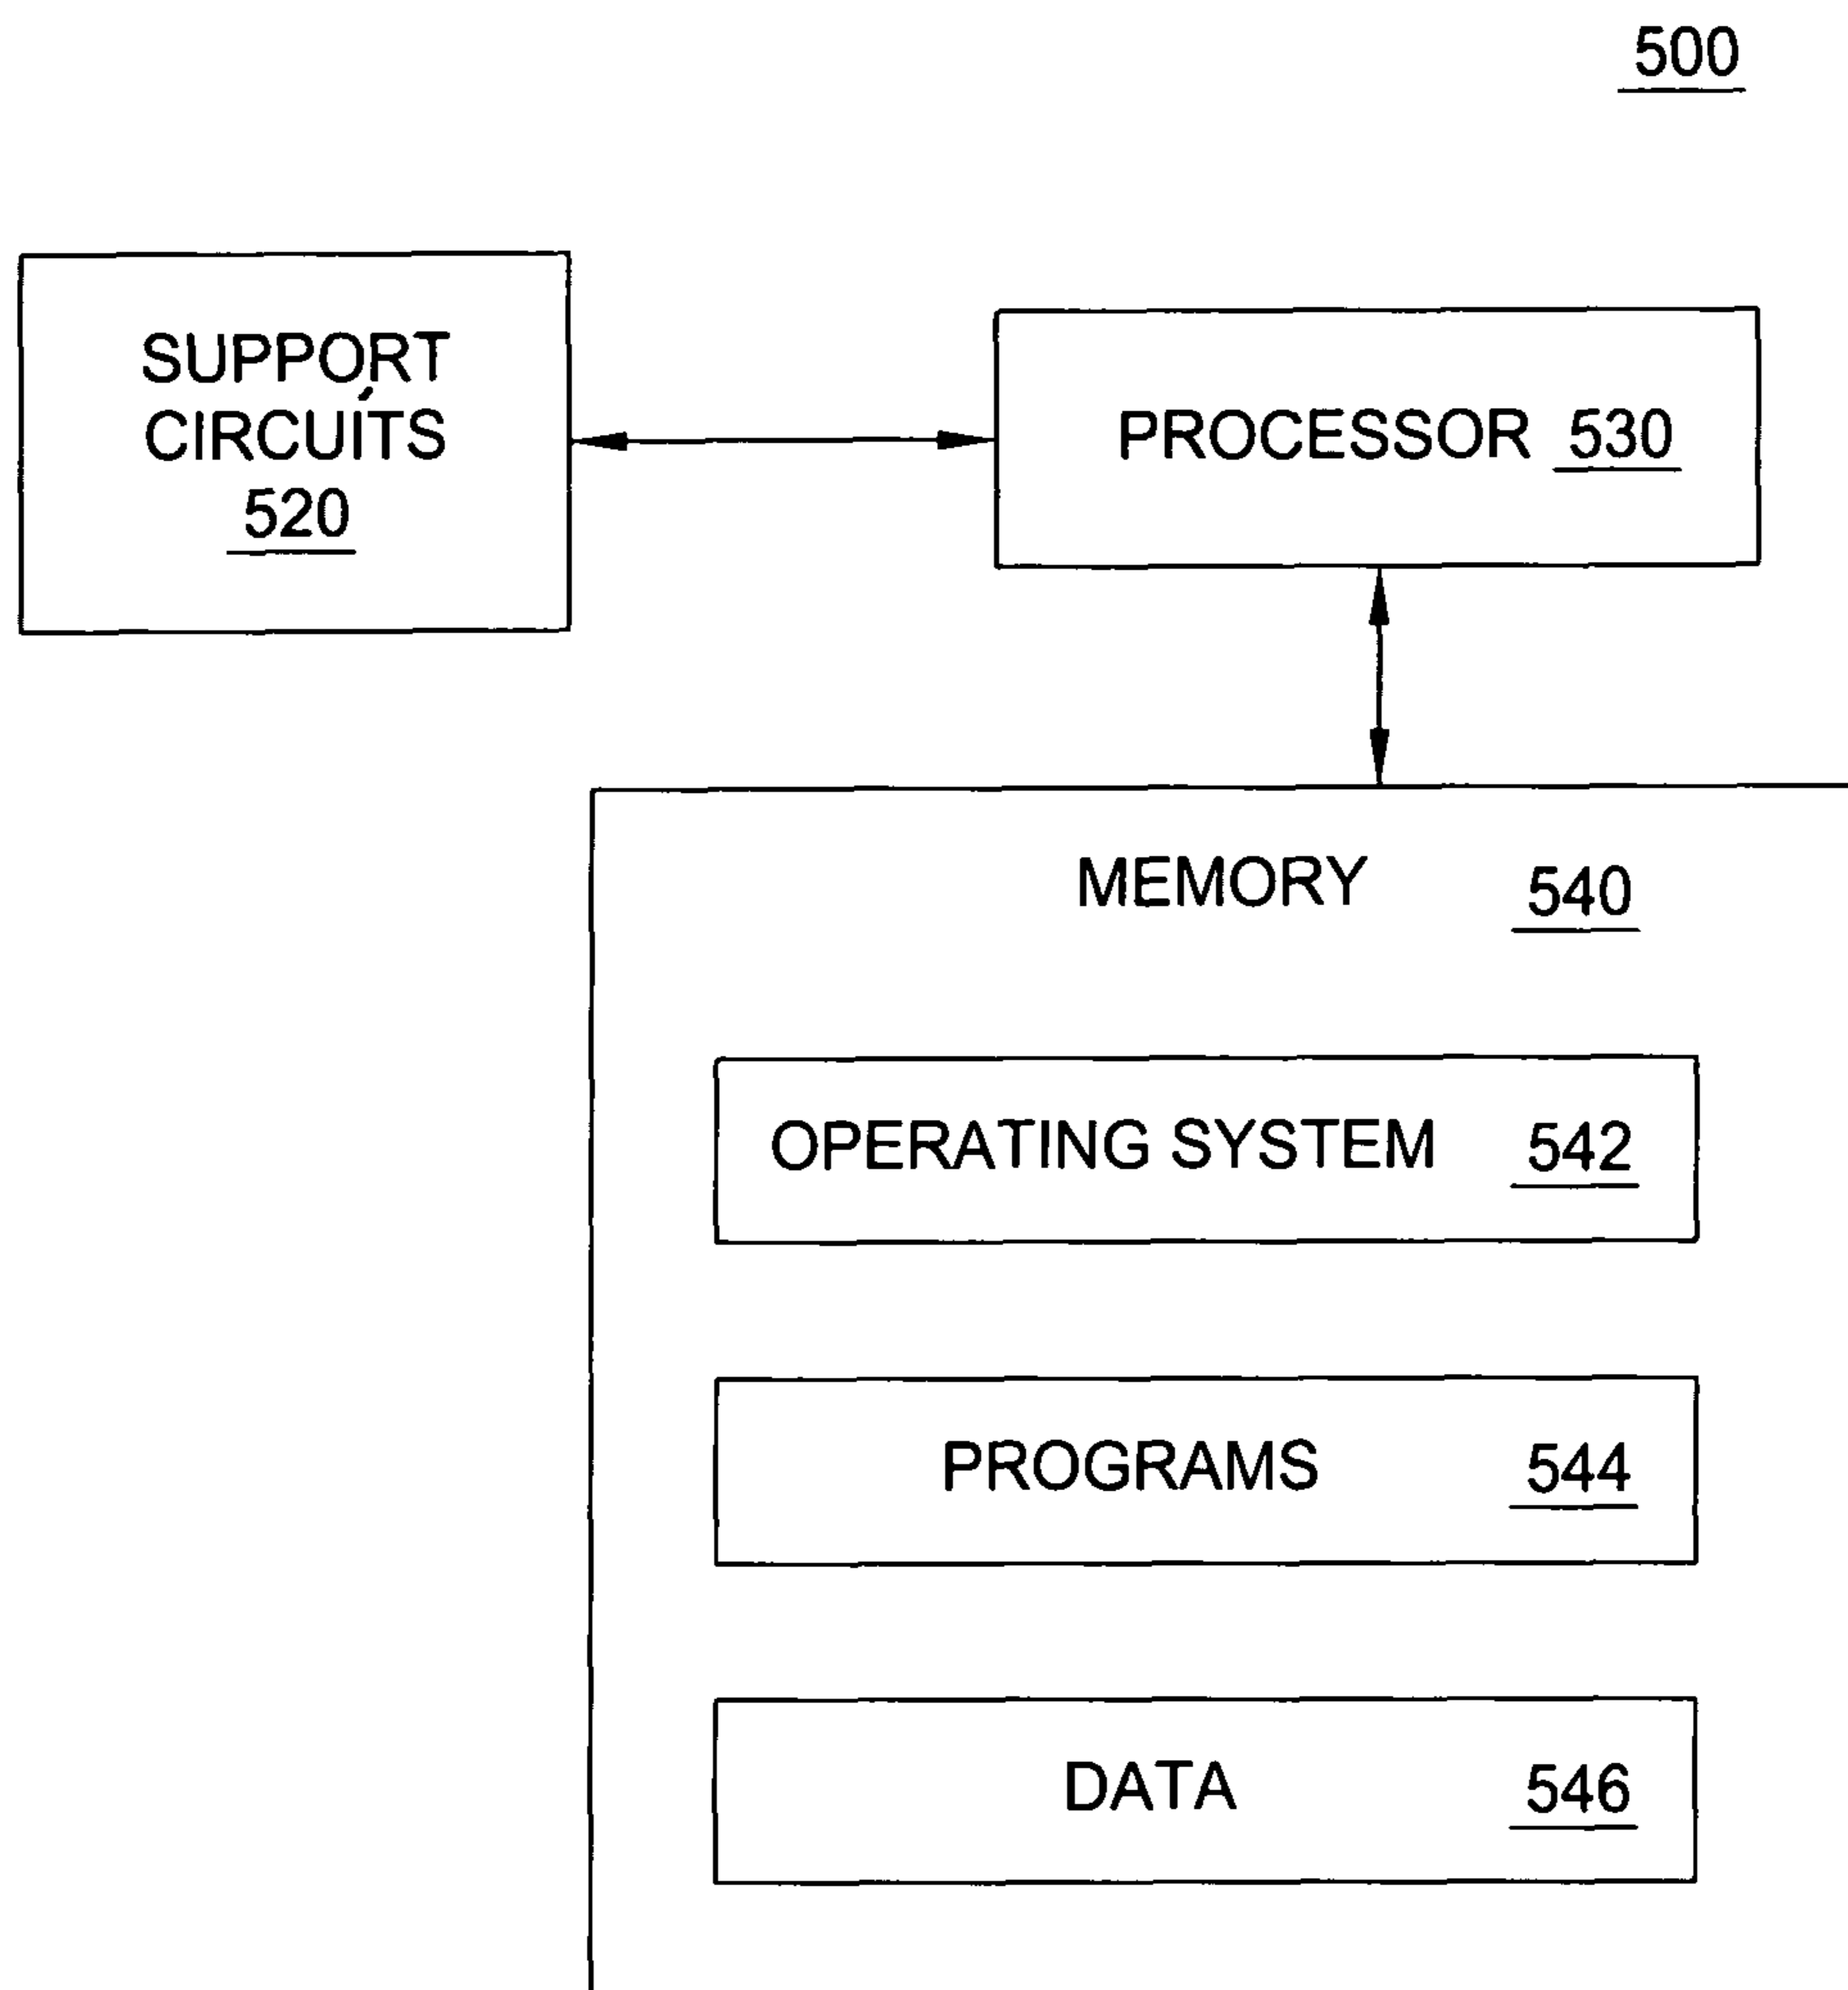 500
SUPPORT
CIRCUITS
520
PROCESSOR 530
MEMORY 540
OPERATING SYSTEM 542
PROGRAMS 544
DATA 546